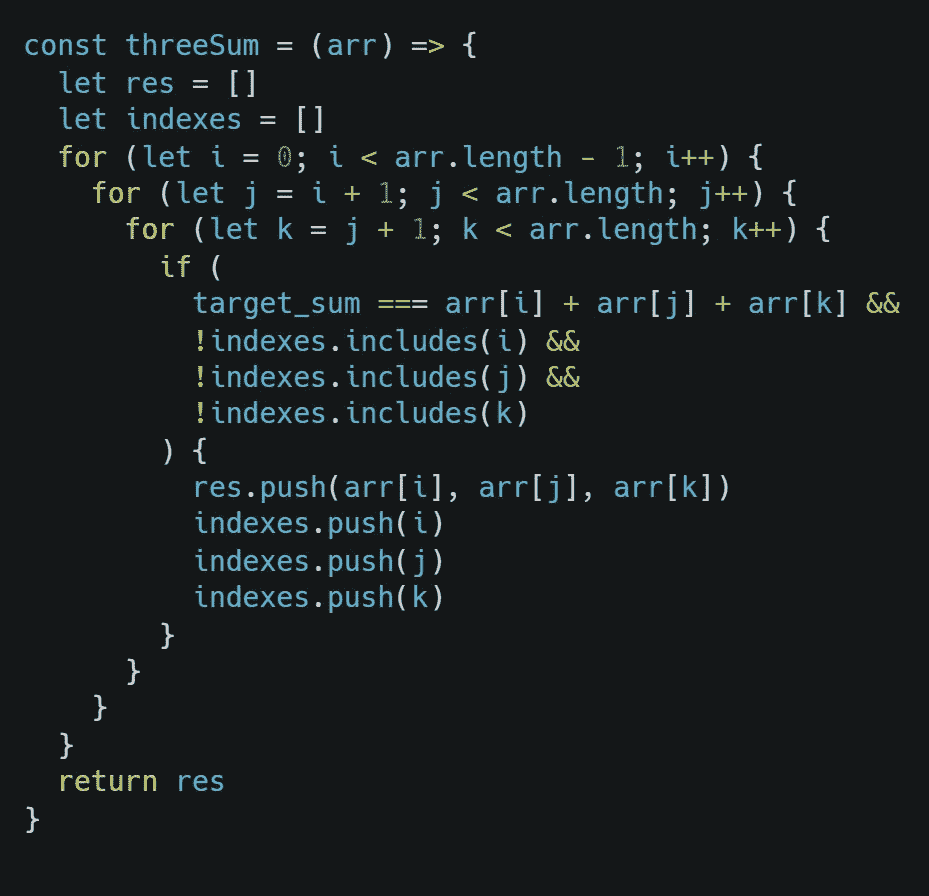 const threeSum = (arr) => {
  let res = []
  let indexes = []
  for (let i = 0; i < arr.length - 1; i++) {
    for (let j = i + 1; j < arr.length; j++) {
      for (let k = j + 1; k < arr.length; k++) {
        if (
          target_sum === arr[i] + arr[j] + arr[k] &&
          !indexes.includes(i) &&
          !indexes.includes(j) &&
          !indexes.includes(k)
        ) {
          res.push(arr[i], arr[j], arr[k])
          indexes.push(i)
          indexes.push(j)
          indexes.push(k)
        }
      }
    }
  }
  return res
}